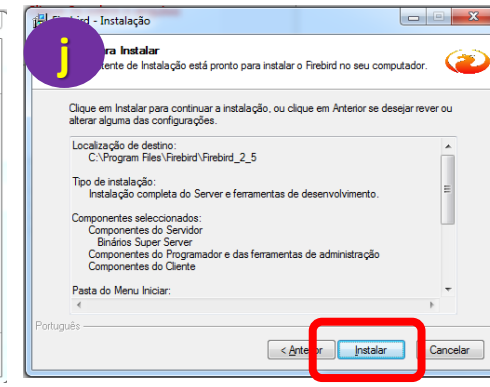 Firebird - Instalação
j
ra Instalar
tente de Instalação está pronto para instalar o Firebird no seu computador.
Clique em Instalar para continuar a instalação, ou clique em Anterior se desejar rever ou
alterar alguma das configurações.
Localização de destino:
C:\Program Files\Firebird\Firebird_2_5
Tipo de instalação:
Instalação completa do Server e ferramentas de desenvolvimento.
Componentes seleccionados:
Componentes do Servidor
Binários Super Server
Componentes do Programador e das ferramentas de administração
Componentes do Cliente
Pasta do Menu Iniciar:
Português
< Anterior Instalar Cancelar